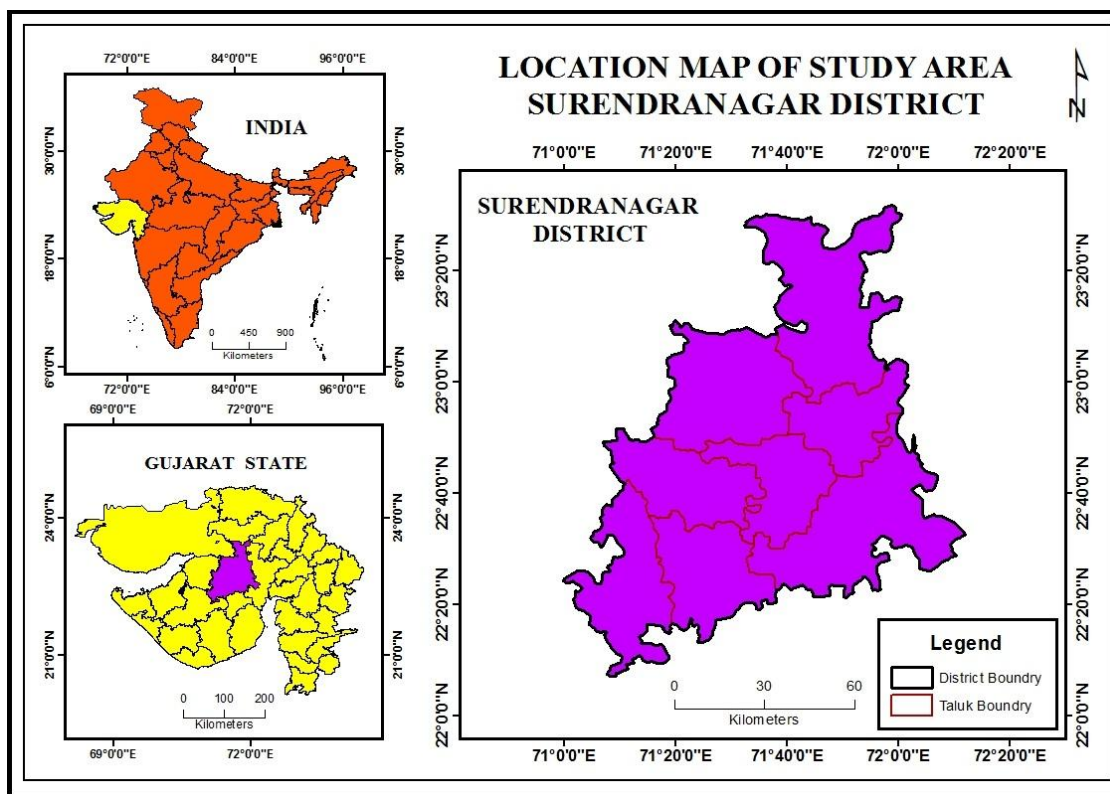 LOCATION MAP OF STUDY AREA
SURENDRANAGAR DISTRICT
N
72°0'0"E 84°0'0"E 96°0'0"E
INDIA
30°0'0"N 30°0'0"N
18°0'0"N 18°0'0"N
6°0'0"N 6°0'0"N
0 450 900
Kilometers
72°0'0"E 84°0'0"E 96°0'0"E
69°0'0"E 72°0'0"E
GUJARAT STATE
24°0'0"N 24°0'0"N
21°0'0"N 21°0'0"N
0 100 200
Kilometers
69°0'0"E 72°0'0"E
71°0'0"E 71°20'0"E 71°40'0"E 72°0'0"E 72°20'0"E
SURENDRANAGAR
DISTRICT
23°20'0"N 23°20'0"N
23°0'0"N 23°0'0"N
22°40'0"N 22°40'0"N
22°20'0"N 22°20'0"N
22°0'0"N 22°0'0"N
0 30 60
Kilometers
Legend
District Boundry
Taluk Boundry
71°0'0"E 71°20'0"E 71°40'0"E 72°0'0"E 72°20'0"E